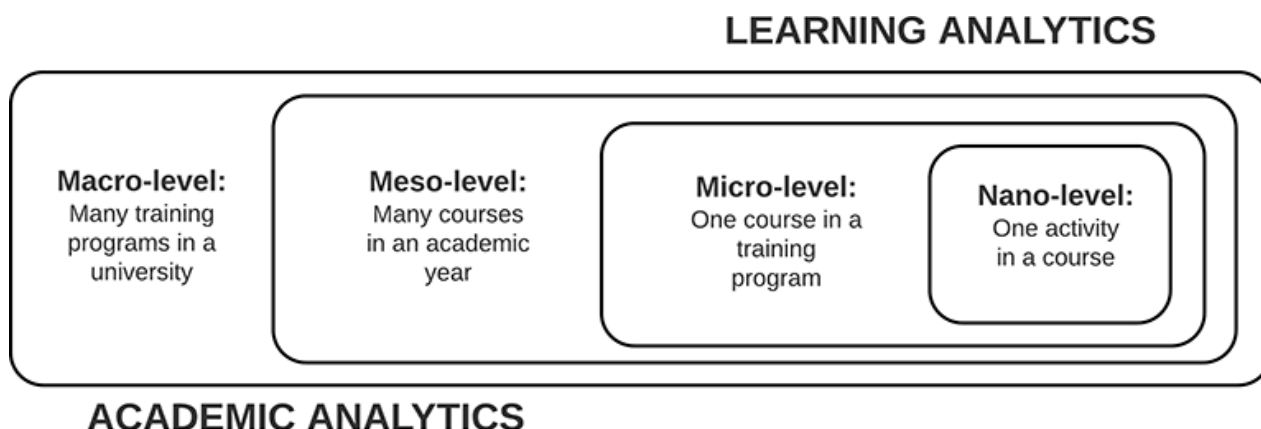 LEARNING ANALYTICS
Macro-level:
Many training
programs in a
university
Meso-level:
Many courses
in an academic
year
Micro-level:
One course in a
training
program
Nano-level:
One activity
in a course
ACADEMIC ANALYTICS